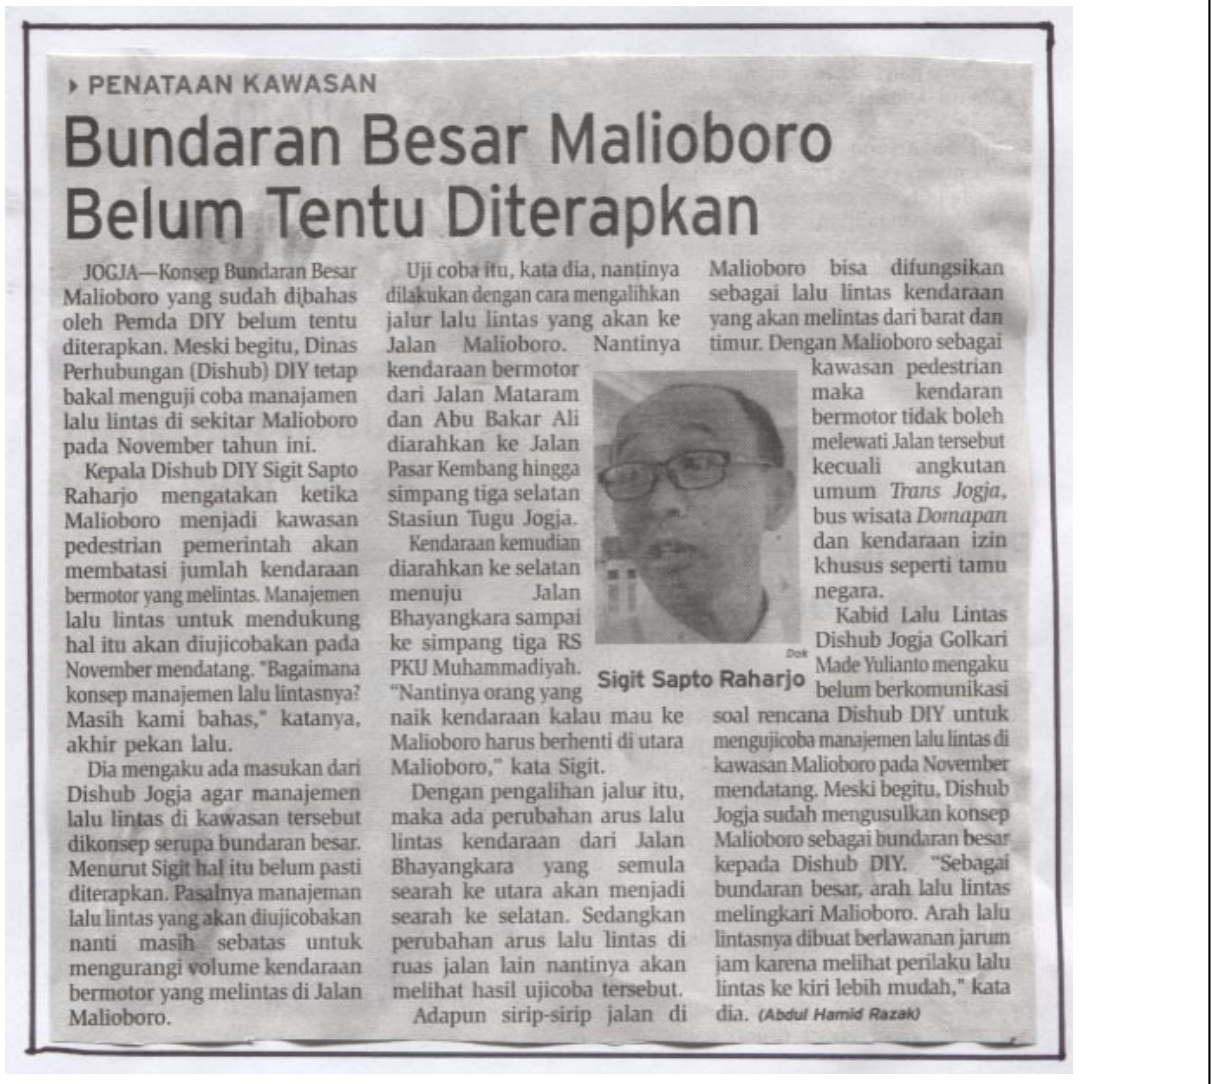 PENATAAN KAWASAN
Bundaran Besar Malioboro
Belum Tentu Diterapkan
JOGJA—Konsep Bundaran Besar
Malioboro yang sudah dibahas
oleh Pemda DIY belum tentu
diterapkan. Meski begitu, Dinas
Perhubungan (Dishub) DIY tetap
bakal menguji coba manajamen
lalu lintas di sekitar Malioboro
pada November tahun ini.
Kepala Dishub DIY Sigit Sapto
Raharjo mengatakan ketika
Malioboro menjadi kawasan
pedestrian pemerintah akan
membatasi jumlah kendaraan
bermotor yang melintas. Manajemen
lalu lintas untuk mendukung
hal itu akan diujicobakan pada
November mendatang. "Bagaimana
konsep manajemen lalu lintasnya?
Masih kami bahas," katanya,
akhir pekan lalu.
Dia mengaku ada masukan dari
Dishub Jogja agar manajemen
lalu lintas di kawasan tersebut
dikonsep serupa bundaran besar.
Menurut Sigit hal itu belum pasti
diterapkan. Pasalnya manajeman
lalu lintas yang akan diujicobakan
nanti masih sebatas untuk
mengurangi volume kendaraan
bermotor yang melintas di Jalan
Malioboro.
Uji coba itu, kata dia, nantinya
dilakukan dengan cara mengalihkan
jalur lalu lintas yang akan ke
Jalan Malioboro. Nantinya
kendaraan bermotor
dari Jalan Mataram
dan Abu Bakar Ali
diarahkan ke Jalan
Pasar Kembang hingga
simpang tiga selatan
Stasiun Tugu Jogja.
Kendaraan kemudian
diarahkan ke selatan
menuju Jalan
Bhayangkara sampai
ke simpang tiga RS
PKU Muhammadiyah.
"Nantinya orang yang
naik kendaraan kalau mau ke
Malioboro harus berhenti di utara
Malioboro," kata Sigit.
Dengan pengalihan jalur itu,
maka ada perubahan arus lalu
lintas kendaraan dari Jalan
Bhayangkara yang semula
searah ke utara akan menjadi
searah ke selatan. Sedangkan
perubahan arus lalu lintas di
ruas jalan lain nantinya akan
melihat hasil ujicoba tersebut.
Adapun sirip-sirip jalan di
Malioboro bisa difungsikan
sebagai lalu lintas kendaraan
yang akan melintas dari barat dan
timur. Dengan Malioboro sebagai
kawasan pedestrian
maka kendaran
bermotor tidak boleh
melewati Jalan tersebut
kecuali angkutan
umum Trans Jogja,
bus wisata Domapan
dan kendaraan izin
khusus seperti tamu
negara.
Kabid Lalu Lintas
Dishub Jogja Golkari
Made Yulianto mengaku
belum berkomunikasi
soal rencana Dishub DIY untuk
mengujicoba manajemen lalu lintas di
kawasan Malioboro pada November
mendatang. Meski begitu, Dishub
Jogja sudah mengusulkan konsep
Malioboro sebagai bundaran besar
kepada Dishub DIY. "Sebagai
bundaran besar, arah lalu lintas
melingkari Malioboro. Arah lalu
lintasnya dibuat berlawanan jarum
jam karena melihat perilaku lalu
lintas ke kiri lebih mudah," kata
dia. (Abdul Hamid Razak)
Dok
Sigit Sapto Raharjo